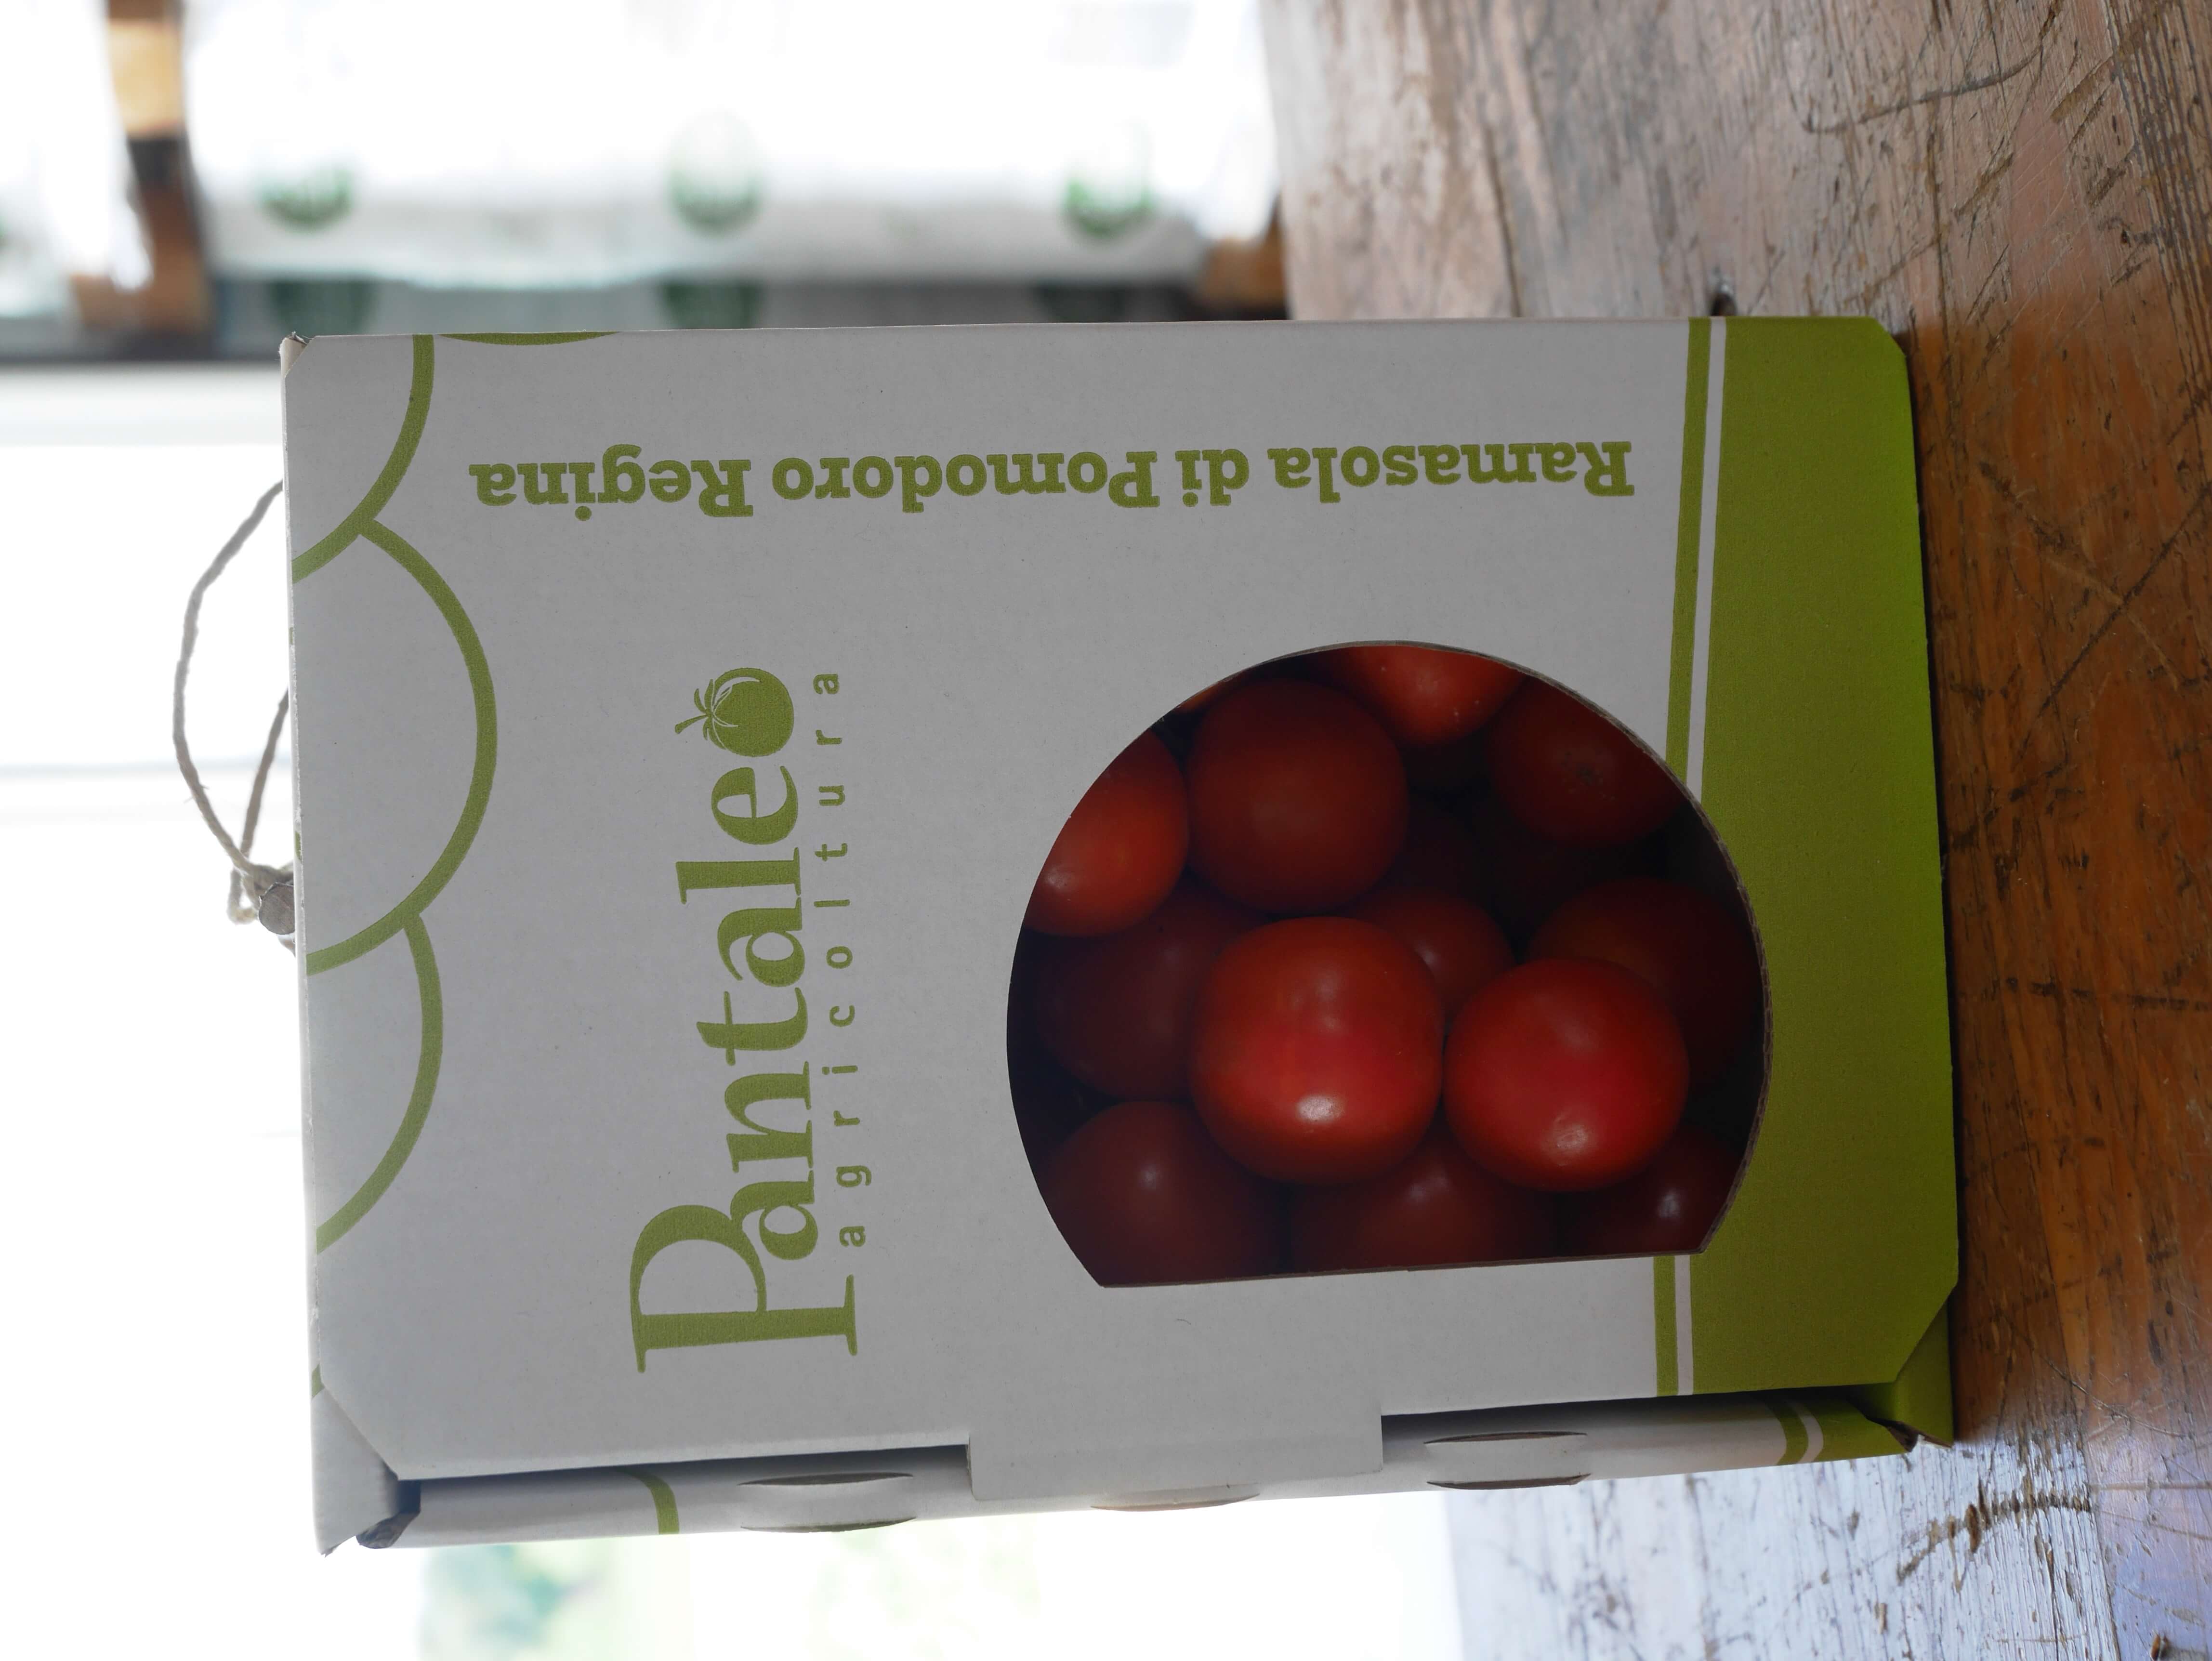 Pantaleo
agricoltura
Ramasola di Pomodoro Regina